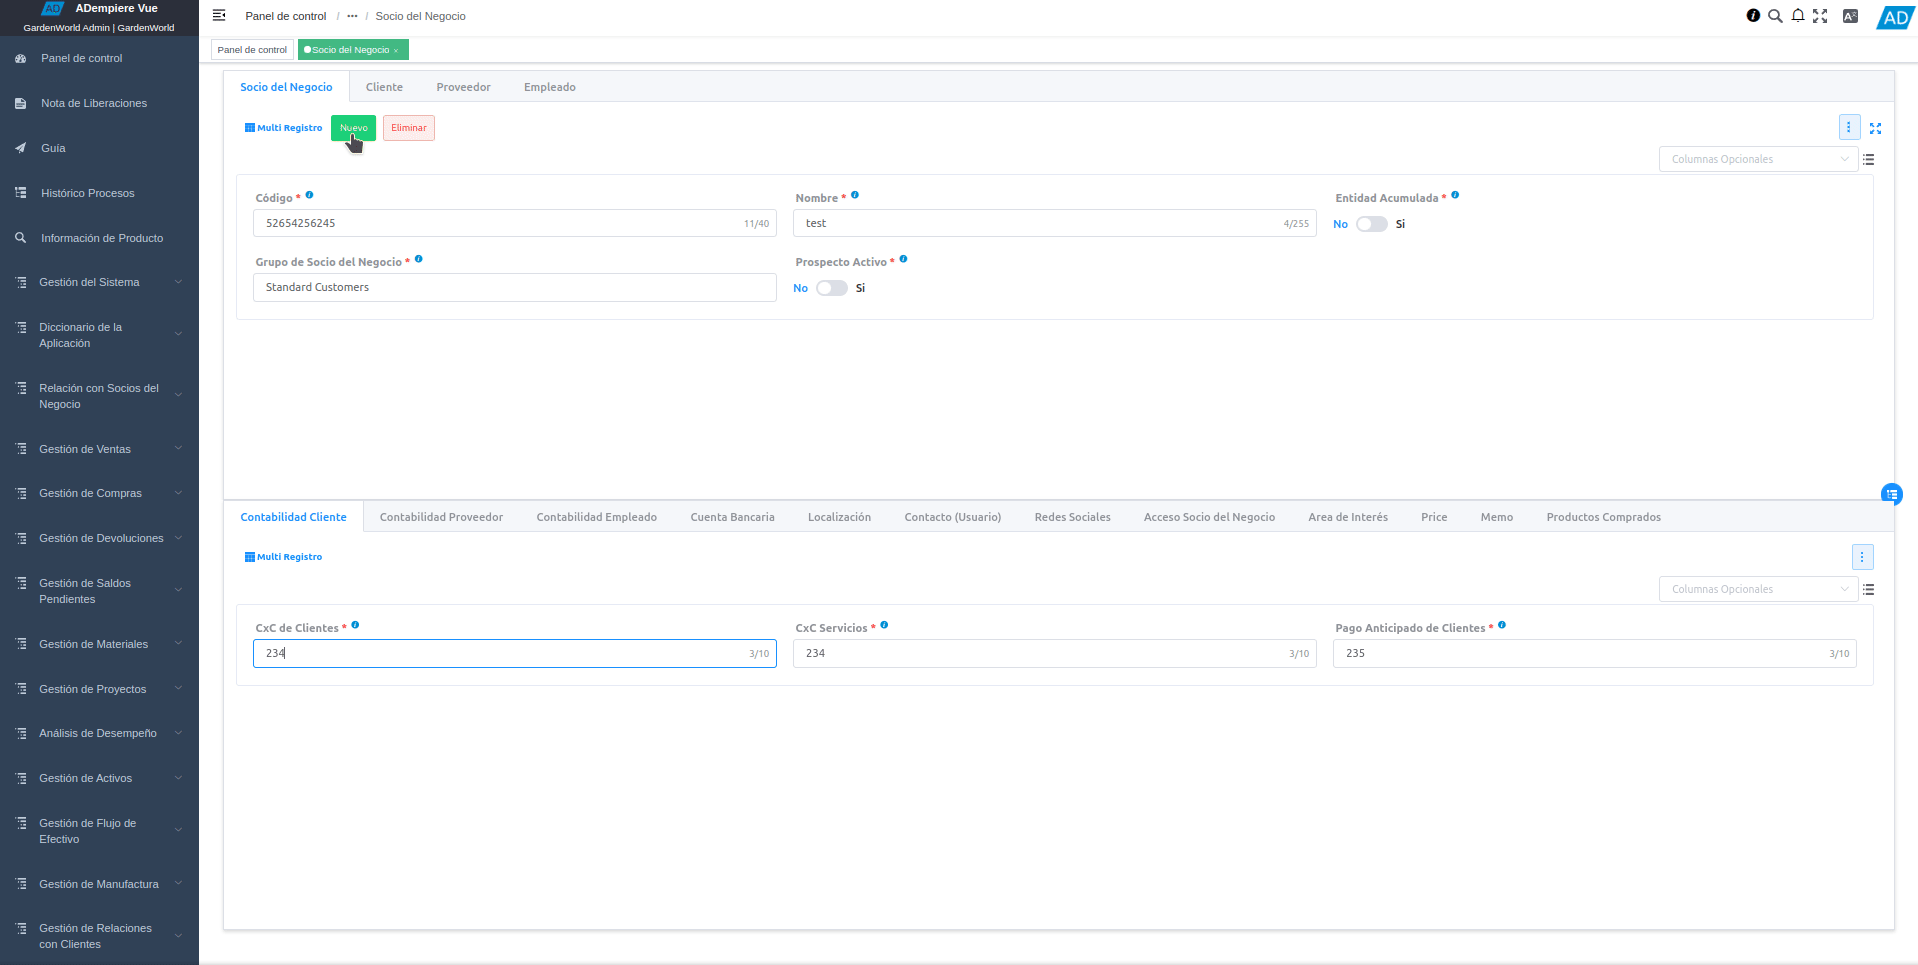 AD ADempiere Vue
GardenWorld Admin | GardenWorld
Panel de control
Nota de Liberaciones
Guía
Histórico Procesos
Información de Producto
Gestión del Sistema
Diccionario de la
Aplicación
Relación con Socios del
Negocio
Gestión de Ventas
Gestión de Compras
Gestión de Devoluciones
Gestión de Saldos
Pendientes
Gestión de Materiales
Gestión de Proyectos
Análisis de Desempeño
Gestión de Activos
Gestión de Flujo de
Efectivo
Gestión de Manufactura
Gestión de Relaciones
con Clientes
Panel de control / ••• / Socio del Negocio
AD
Panel de control
Socio del Negocio ×
Socio del Negocio Cliente Proveedor Empleado
Multi Registro Nuevo Eliminar
Columnas Opcionales
Código * Nombre * Entidad Acumulada *
52654256245 11/40 test 4/255 No Si
Grupo de Socio del Negocio * Prospecto Activo *
Standard Customers No Si
Contabilidad Cliente Contabilidad Proveedor Contabilidad Empleado Cuenta Bancaria Localización Contacto (Usuario) Redes Sociales Acceso Socio del Negocio Area de Interés Price Memo Productos Comprados
Multi Registro
Columnas Opcionales
CxC de Clientes * CxC Servicios * Pago Anticipado de Clientes *
234 3/10 234 3/10 235 3/10